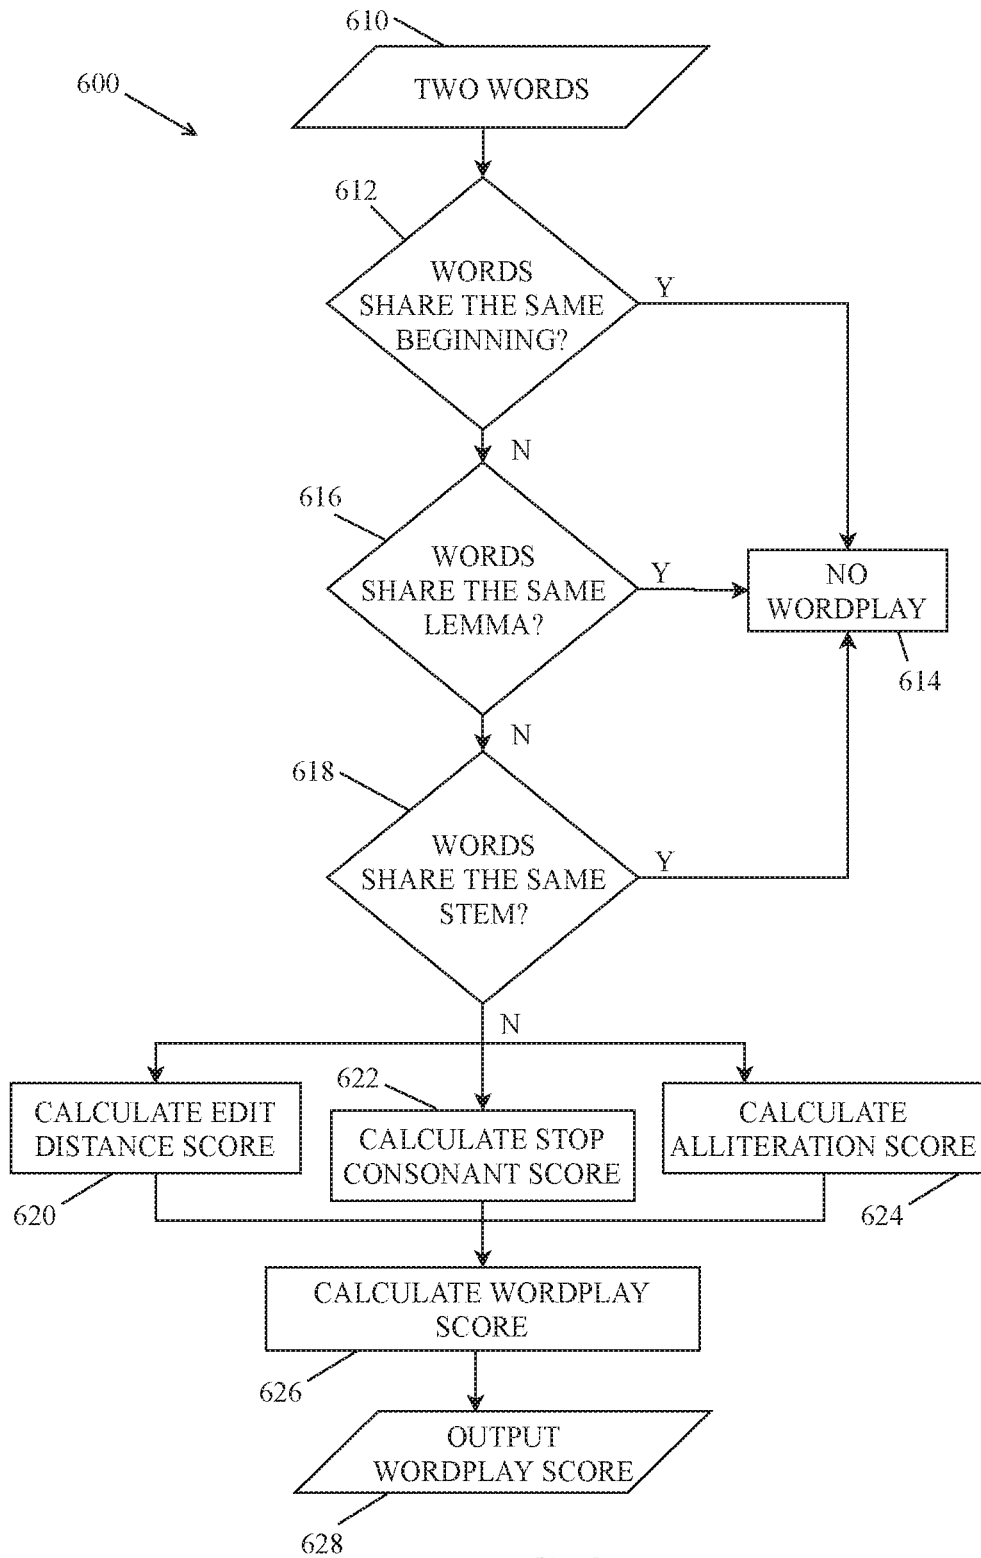 610
600
TWO WORDS
612
WORDS
SHARE THE SAME
BEGINNING?
Y
N
616
WORDS
SHARE THE SAME
LEMMA?
Y
NO
WORDPLAY
614
N
618
WORDS
SHARE THE SAME
STEM?
Y
N
622
CALCULATE EDIT
DISTANCE SCORE
CALCULATE STOP
CONSONANT SCORE
CALCULATE
ALLITERATION SCORE
620
624
CALCULATE WORDPLAY
SCORE
626
OUTPUT
WORDPLAY SCORE
628